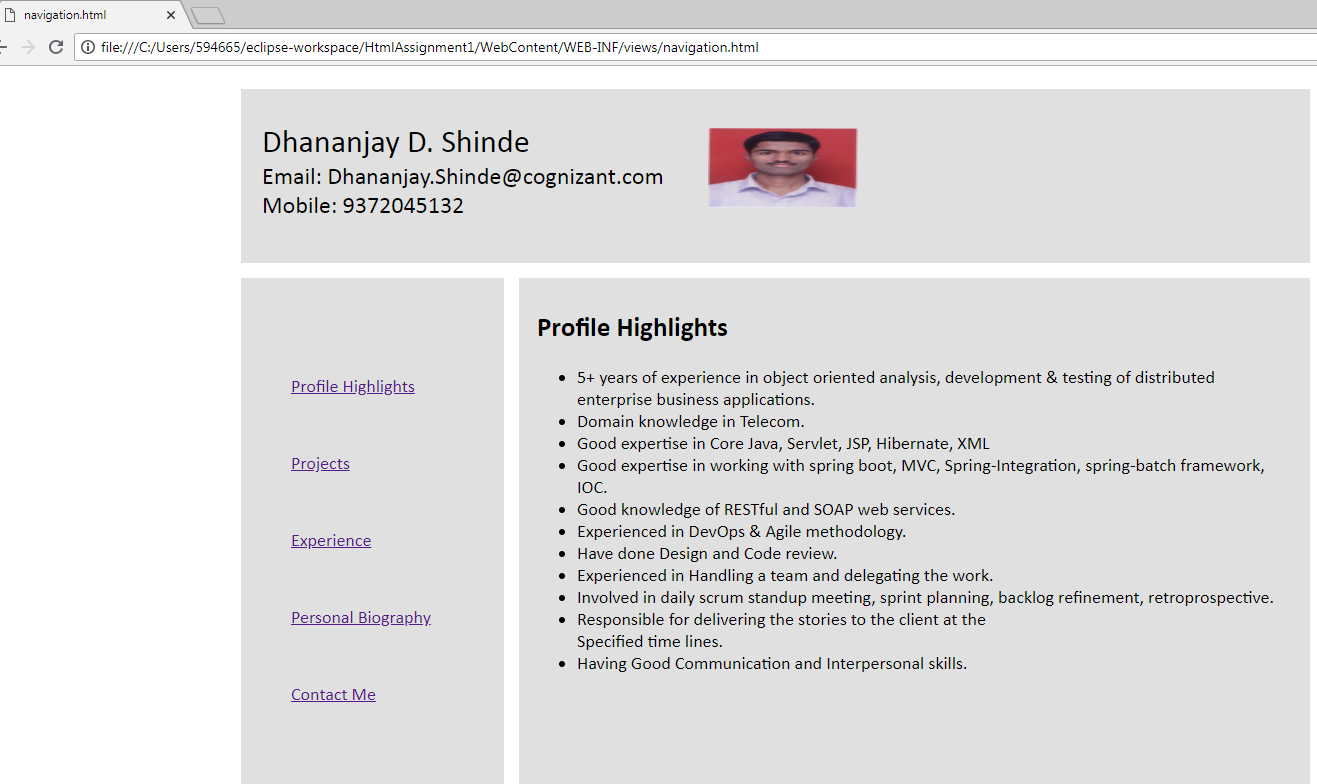 navigation.html
file:///C:/Users/594665/eclipse-workspace/HtmlAssignment1/WebContent/WEB-INF/views/navigation.html
Dhananjay D. Shinde
Email: Dhananjay.Shinde@cognizant.com
Mobile: 9372045132
Profile Highlights
Projects
Experience
Personal Biography
Contact Me
Profile Highlights
• 5+ years of experience in object oriented analysis, development & testing of distributed
enterprise business applications.
• Domain knowledge in Telecom.
• Good expertise in Core Java, Servlet, JSP, Hibernate, XML
• Good expertise in working with spring boot, MVC, Spring-Integration, spring-batch framework,
IOC.
• Good knowledge of RESTful and SOAP web services.
• Experienced in DevOps & Agile methodology.
• Have done Design and Code review.
• Experienced in Handling a team and delegating the work.
• Involved in daily scrum standup meeting, sprint planning, backlog refinement, retroprospective.
• Responsible for delivering the stories to the client at the
Specified time lines.
• Having Good Communication and Interpersonal skills.